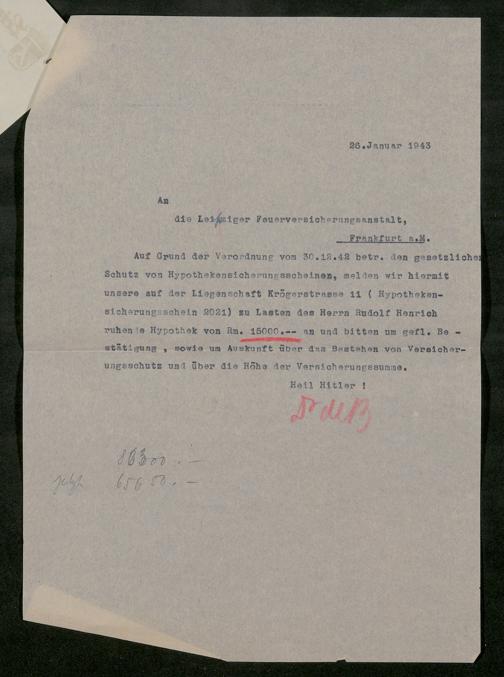 26.Januar 1943
An
die Leipziger Feuerversicherungsanstalt,
Frankfurt a.M.
Auf Grund der Verordnung vom 30.12.42 betr. den gesetzlichen
Schutz von Hypothekensicherungsscheinen, melden wir hiermit
unsere auf der Liegenschaft Krögerstrasse 11 ( Hypotheken-
sicherungsschein 2021) zu Lasten des Herrn Rudolf Henrich
ruhende Hypothek von Rm. 15000.-- an und bitten um gefl. Be -
stätigung , sowie um Auskunft über das Bestehen von Versicher-
ungsschutz und über die Höhe der Versicherungssumme.
Heil Hitler !
65650.-